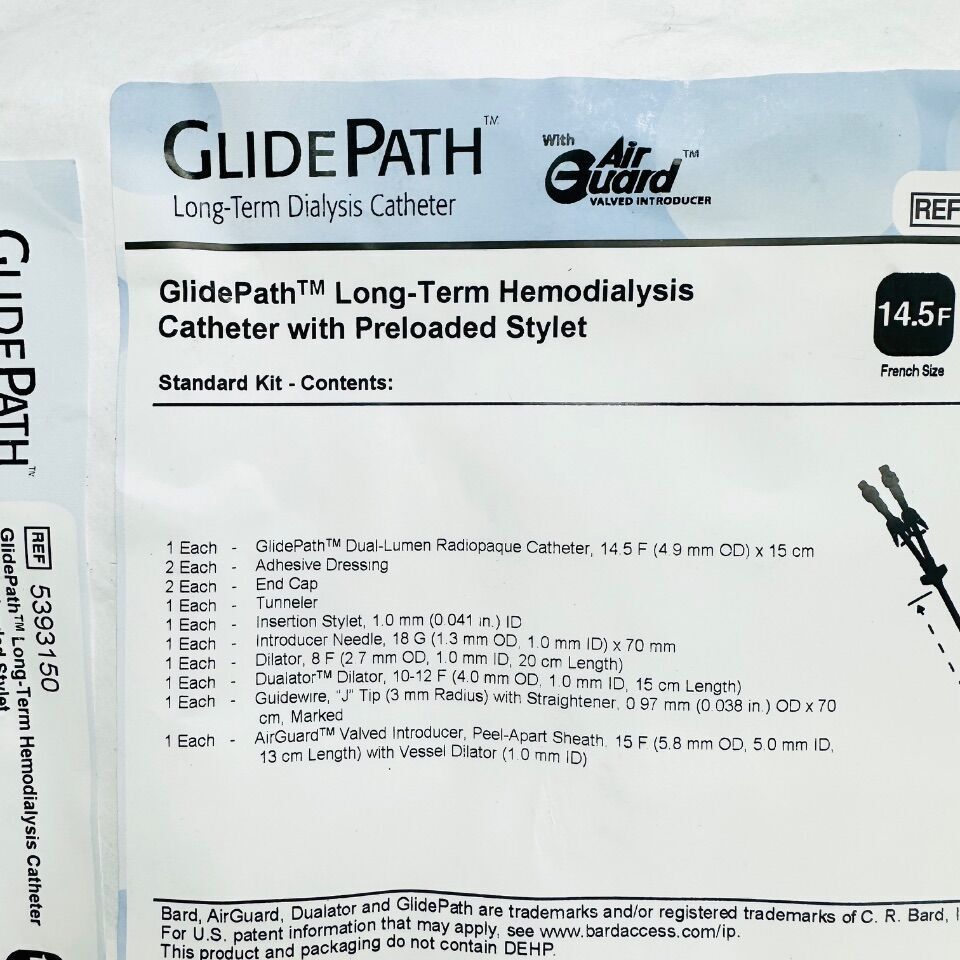 GLIDEPATH™
Long-Term Dialysis Catheter
With
Air Guard™
VALVED INTRODUCER
REF
GlidePath™ Long-Term Hemodialysis
Catheter with Preloaded Stylet
14.5F
French Size
Standard Kit - Contents:
1 Each - GlidePath™ Dual-Lumen Radiopaque Catheter, 14.5 F (4.9 mm OD) x 15 cm
2 Each - Adhesive Dressing
2 Each - End Cap
1 Each - Tunneler
1 Each - Insertion Stylet, 1.0 mm (0.041 in.) ID
1 Each - Introducer Needle, 18 G (1.3 mm OD, 1.0 mm ID) x 70 mm
1 Each - Dilator, 8 F (2.7 mm OD, 1.0 mm ID, 20 cm Length)
1 Each - Dualator™ Dilator, 10-12 F (4.0 mm OD, 1.0 mm ID, 15 cm Length)
1 Each - Guidewire, "J" Tip (3 mm Radius) with Straightener, 0.97 mm (0.038 in.) OD x 70
cm, Marked
1 Each - AirGuard™ Valved Introducer, Peel-Apart Sheath, 15 F (5.8 mm OD, 5.0 mm ID,
13 cm Length) with Vessel Dilator (1.0 mm ID)
Bard, AirGuard, Dualator and GlidePath are trademarks and/or registered trademarks of C. R. Bard,
For U.S. patent information that may apply, see www.bardaccess.com/ip.
This product and packaging do not contain DEHP.
GLIDEPATH™
REF 5393150
GlidePath™ Long-Term Hemodialysis Catheter
Stylet